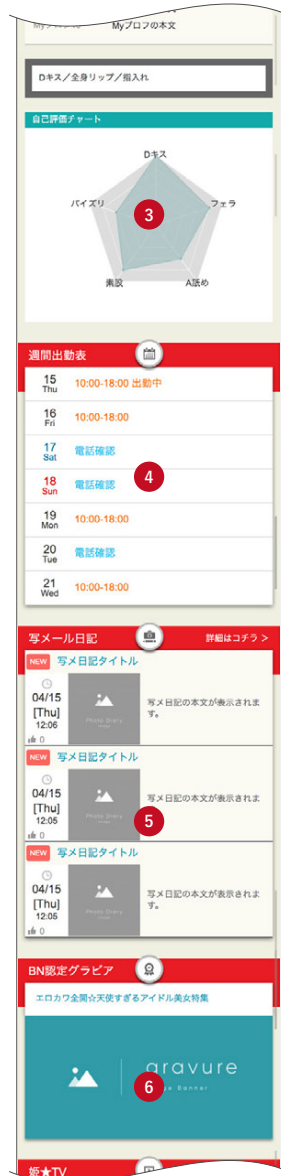 Myプロフの本文
Dキス／全身リップ／指入れ
自己評価チャート
Dキス
バイズリ
フェラ
3
素股
A舐め
週間出勤表
15 Thu 10:00-18:00 出勤中
16 Fri 10:00-18:00
17 Sat 電話確認
4
18 Sun 電話確認
19 Mon 10:00-18:00
20 Tue 電話確認
21 Wed 10:00-18:00
写メール日記
詳細はコチラ >
NEW 写メ日記タイトル
04/15
[Thu]
12:06
0
Photo Diary
写メ日記の本文が表示されま
す。
NEW 写メ日記タイトル
04/15
[Thu]
12:05
0
Photo Diary
写メ日記の本文が表示されま
す。
5
NEW 写メ日記タイトル
04/15
[Thu]
12:05
0
Photo Diary
写メ日記の本文が表示されま
す。
BN認定グラビア
エロカワ全開☆天使すぎるアイドル美女特集
gravure
6
Banner
姫★TV